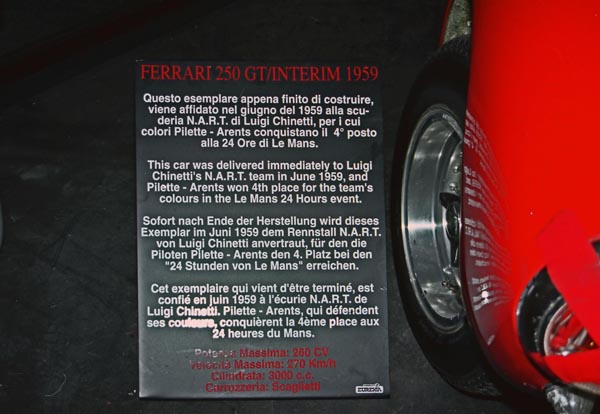 FERRARI 250 GT/INTERIM 1959
Questo esemplare appena finito di costruire,
viene affidato nel giugno del 1959 alla scu-
deria N.A.R.T. di Luigi Chinetti, per i cui
colori Pilette - Arents conquistano il 4° posto
alla 24 Ore di Le Mans.
This car was delivered immediately to Luigi
Chinetti's N.A.R.T. team in June 1959, and
Pilette - Arents won 4th place for the team's
colours in the Le Mans 24 Hours event.
Sofort nach Ende der Herstellung wird dieses
Exemplar im Juni 1959 dem Rennstall N.A.R.T.
von Luigi Chinetti anvertraut, für den die
Piloten Pilette - Arents den 4. Platz bei den
"24 Stunden von Le Mans" erreichen.
Cet exemplaire qui vient d'être terminé, est
confié en juin 1959 à l'écurie N.A.R.T. de
Luigi Chinetti. Pilette - Arents, qui défendent
ses couleurs, conquièrent la 4ème place aux
24 heures du Mans.
Potenza Massima: 260 CV
Velocità Massima: 270 Km/h
Cilindrata: 3000 c.c.
Carrozzeria: Scaglietti